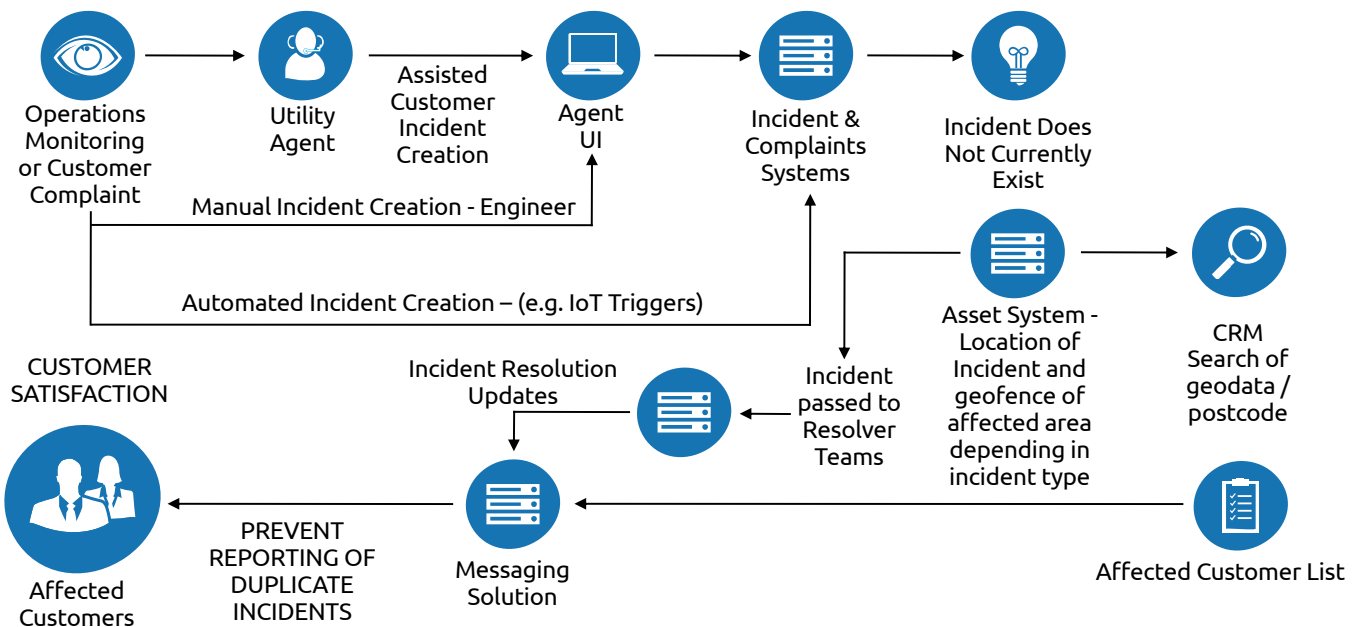 Operations
Monitoring
or Customer
Complaint
Utility
Agent
Assisted
Customer
Incident
Creation
Agent
UI
Incident &
Complaints
Systems
Incident Does
Not Currently
Exist
Manual Incident Creation - Engineer
Automated Incident Creation – (e.g. IoT Triggers)
Asset System -
Location of
Incident and
geofence of
affected area
depending in
incident type
CRM
Search of
geodata /
postcode
Incident
passed to
Resolver
Teams
Incident Resolution
Updates
CUSTOMER
SATISFACTION
Affected
Customers
PREVENT
REPORTING OF
DUPLICATE
INCIDENTS
Messaging
Solution
Affected Customer List